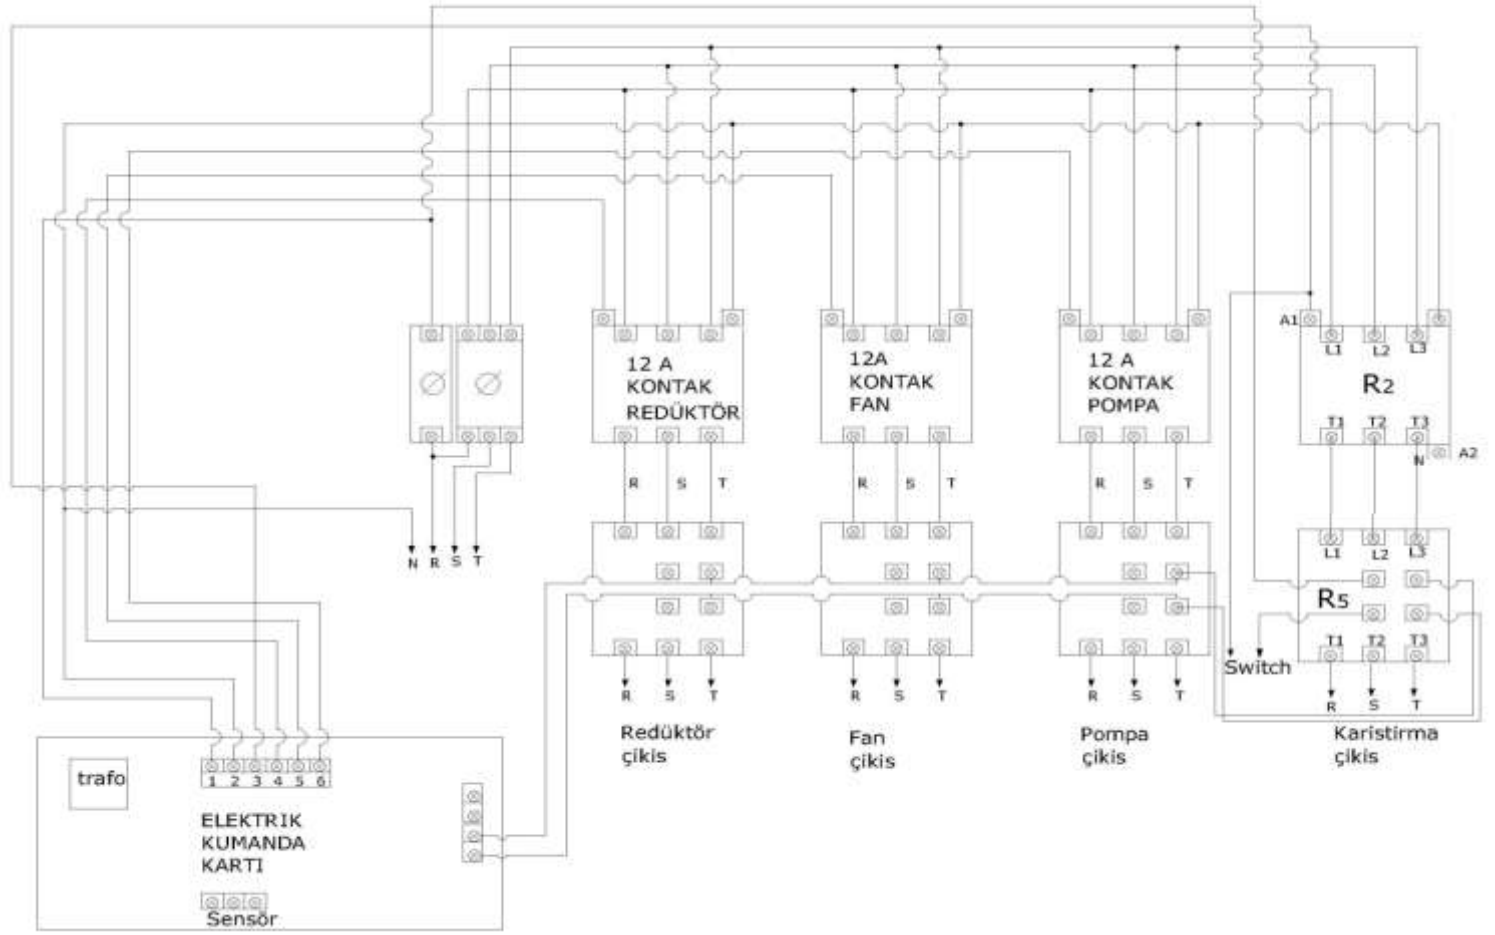 A1
L1
L2
L3
12 A
KONTAK
REDÜKTÖR
12A
KONTAK
FAN
12 A
KONTAK
POMPA
R2
T1
T2
T3
N
A2
R
S
T
R
S
T
R
S
T
N
R
S
T
L1
L2
L3
R5
T1
T2
T3
Switch
R
S
T
R
S
T
R
S
T
R
S
T
Redüktör
çikis
Fan
çikis
Pompa
çikis
Karistirma
çikis
trafo
1
2
3
4
5
6
ELEKTRIK
KUMANDA
KARTI
Sensör